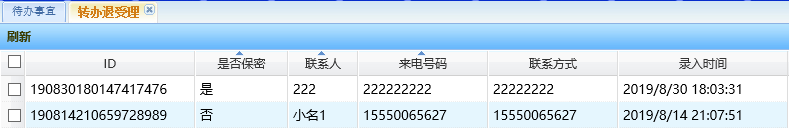 待办事宜 转办退受理
刷新
ID 是否保密 联系人 来电号码 联系方式 录入时间
190830180147417476 是 222 222222222 22222222 2019/8/30 18:03:31
190814210659728989 否 小名1 15550065627 15550065627 2019/8/14 21:07:51